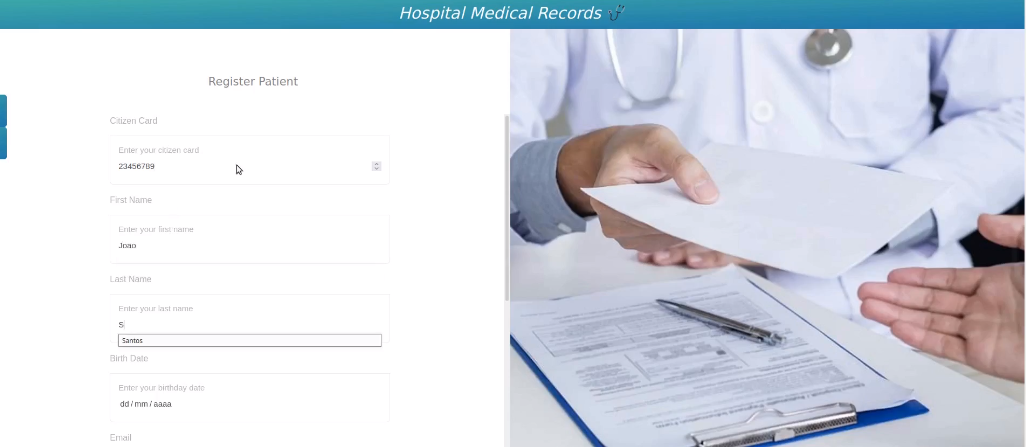 Hospital Medical Records
Register Patient
Citizen Card
Enter your citizen card
23456789
First Name
Enter your first name
Joao
Last Name
Enter your last name
Santos
Birth Date
Enter your birthday date
dd/mm/aaaa
Email